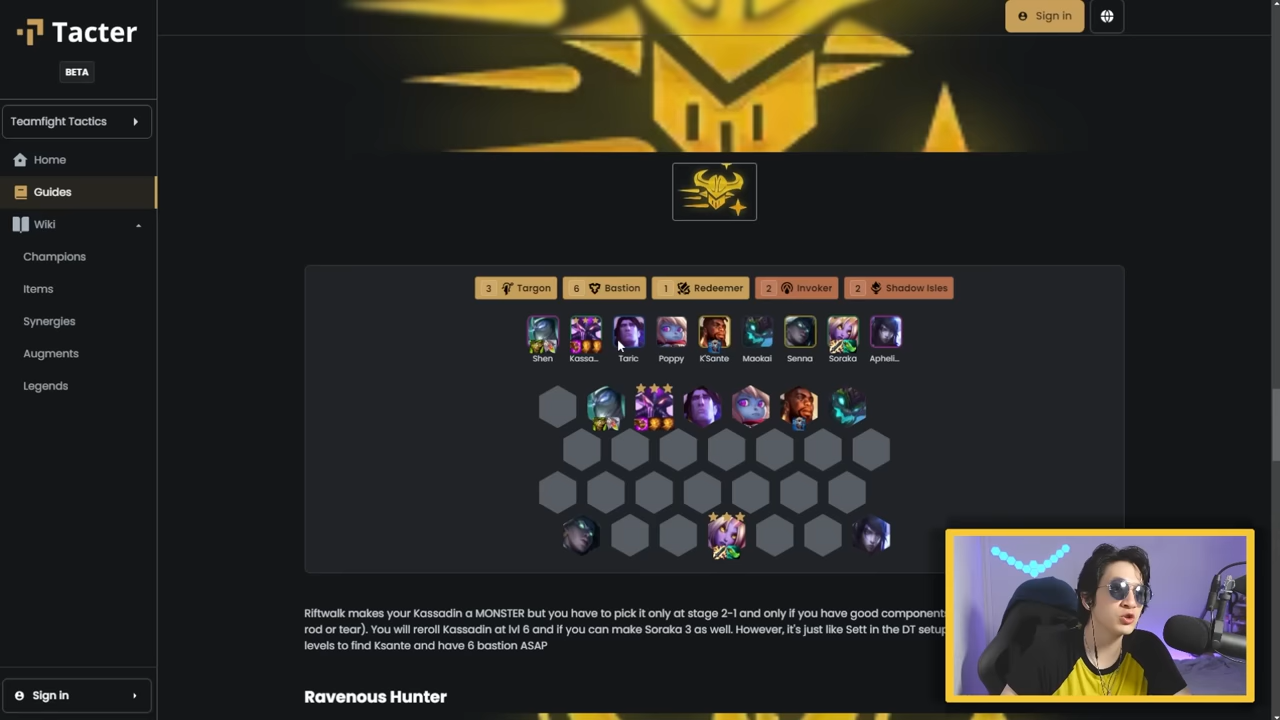 Tacter
Sign in
BETA
Teamfight Tactics
Home
Guides
Wiki
Champions
Items
Synergies
Augments
Legends
3 Targon
6 Bastion
1 Redeemer
2 Invoker
2 Shadow Isles
Shen
Kassa...
Taric
Poppy
K'Sante
Maokai
Senna
Soraka
Apheli...
Riftwalk makes your Kassadin a MONSTER but you have to pick it only at stage 2-1 and only if you have good components
rod or tear). You will reroll Kassadin at lvl 6 and if you can make Soraka 3 as well. However, it's just like Sett in the DT setup
levels to find Ksante and have 6 bastion ASAP
Sign in
Ravenous Hunter